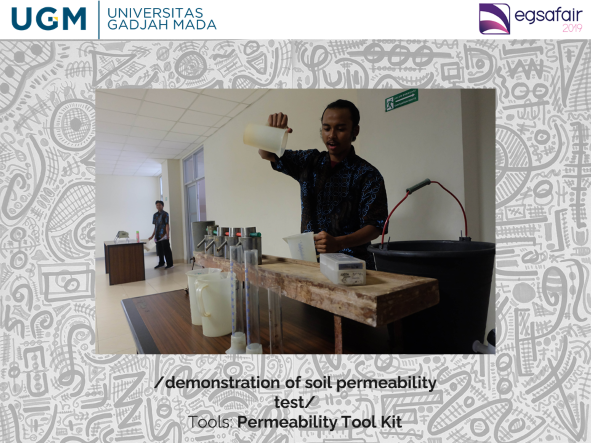 UGM
UNIVERSITAS
GADJAH MADA
egsafair
2019
/demonstration of soil permeability
test/
Tools: Permeability Tool Kit